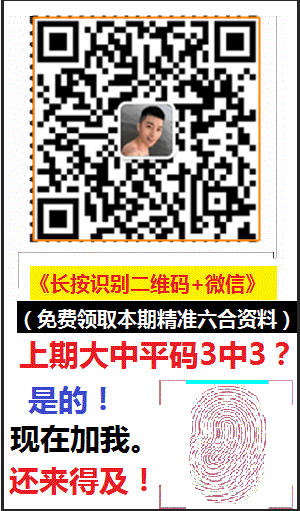 《长按识别二维码+微信》
（免费领取本期精准六合资料）
上期大中平码3中3？
是的！
现在加我。
还来得及！